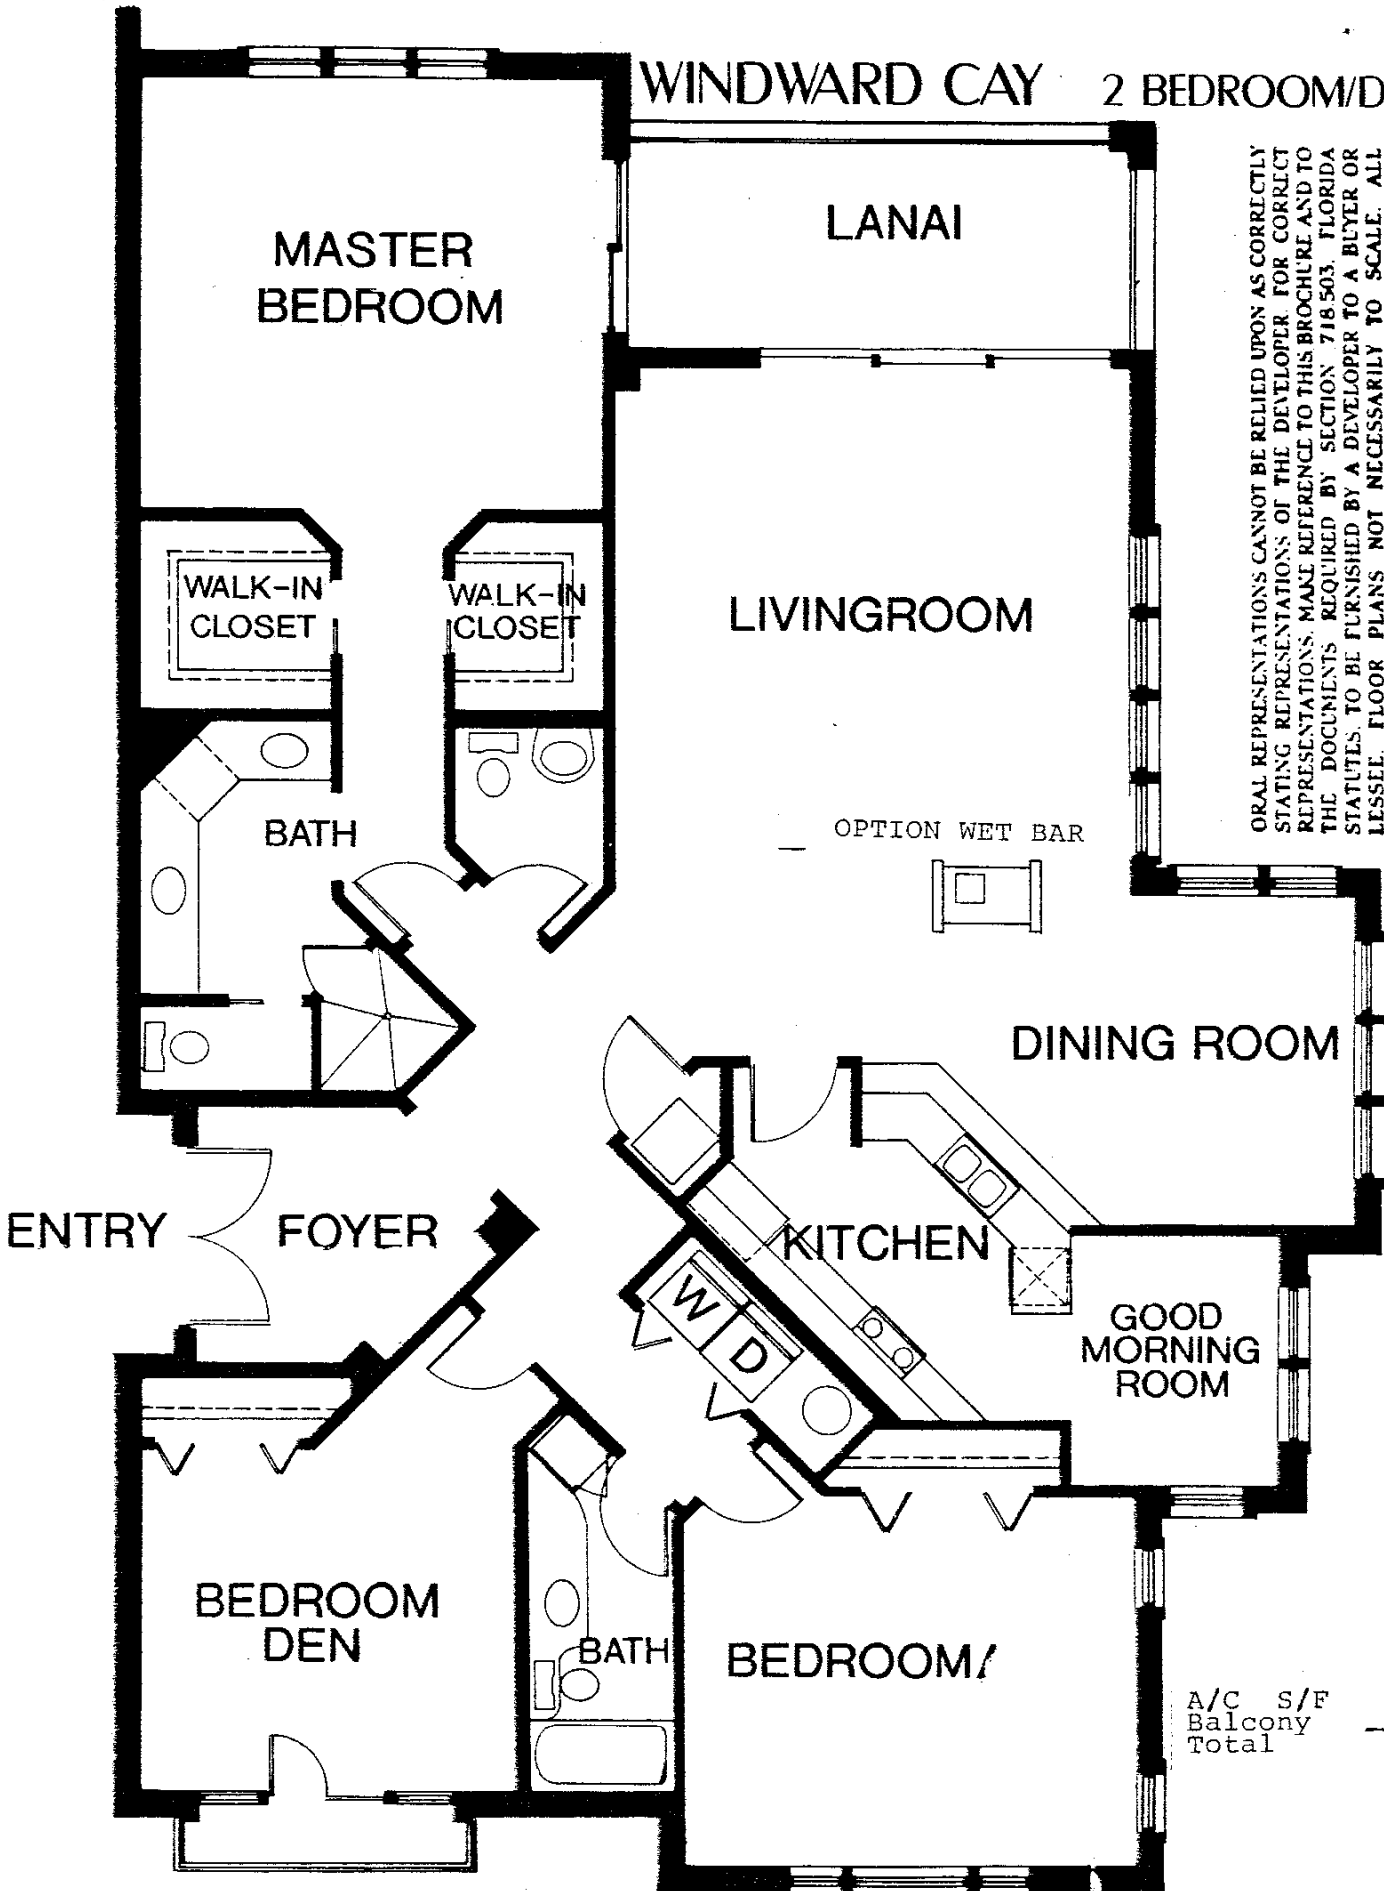 WINDWARD CAY 2 BEDROOM/D
LANAI
MASTER
BEDROOM
ORAL REPRESENTATIONS CANNOT BE RELIED UPON AS CORRECTLY
STATING REPRESENTATIONS OF THE DEVELOPER. FOR CORRECT
REPRESENTATIONS, MAKE REFERENCE TO THIS BROCHURE AND TO
THE DOCUMENTS REQUIRED BY SECTION 718.503, FLORIDA
STATUTES, TO BE FURNISHED BY A DEVELOPER TO A BUYER OR
LESSEE. FLOOR PLANS NOT NECESSARILY TO SCALE. ALL
WALK-IN
CLOSET
WALK-IN
CLOSET
LIVINGROOM
BATH
OPTION WET BAR
DINING ROOM
ENTRY
FOYER
KITCHEN
W
D
GOOD
MORNING
ROOM
BEDROOM
DEN
BATH
BEDROOM
A/C S/F
Balcony
Total